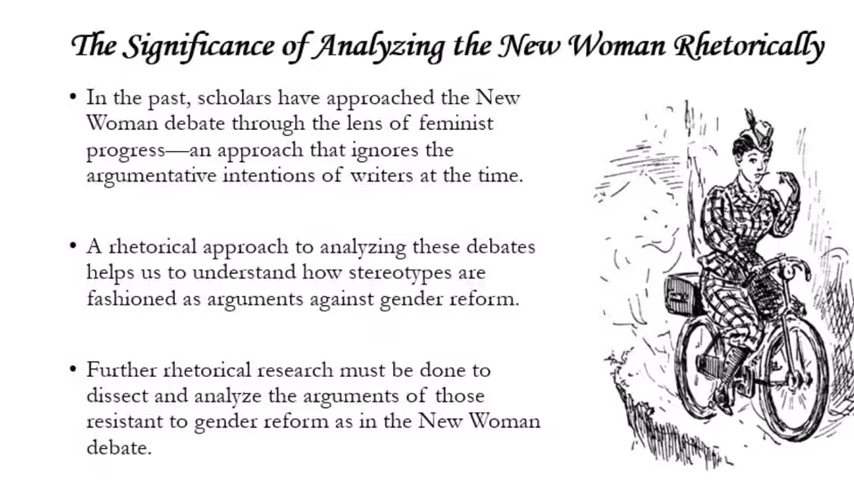 The Significance of Analyzing the New Woman Rhetorically
• In the past, scholars have approached the New
Woman debate through the lens of feminist
progress—an approach that ignores the
argumentative intentions of writers at the time.
• A rhetorical approach to analyzing these debates
helps us to understand how stereotypes are
fashioned as arguments against gender reform.
• Further rhetorical research must be done to
dissect and analyze the arguments of those
resistant to gender reform as in the New Woman
debate.